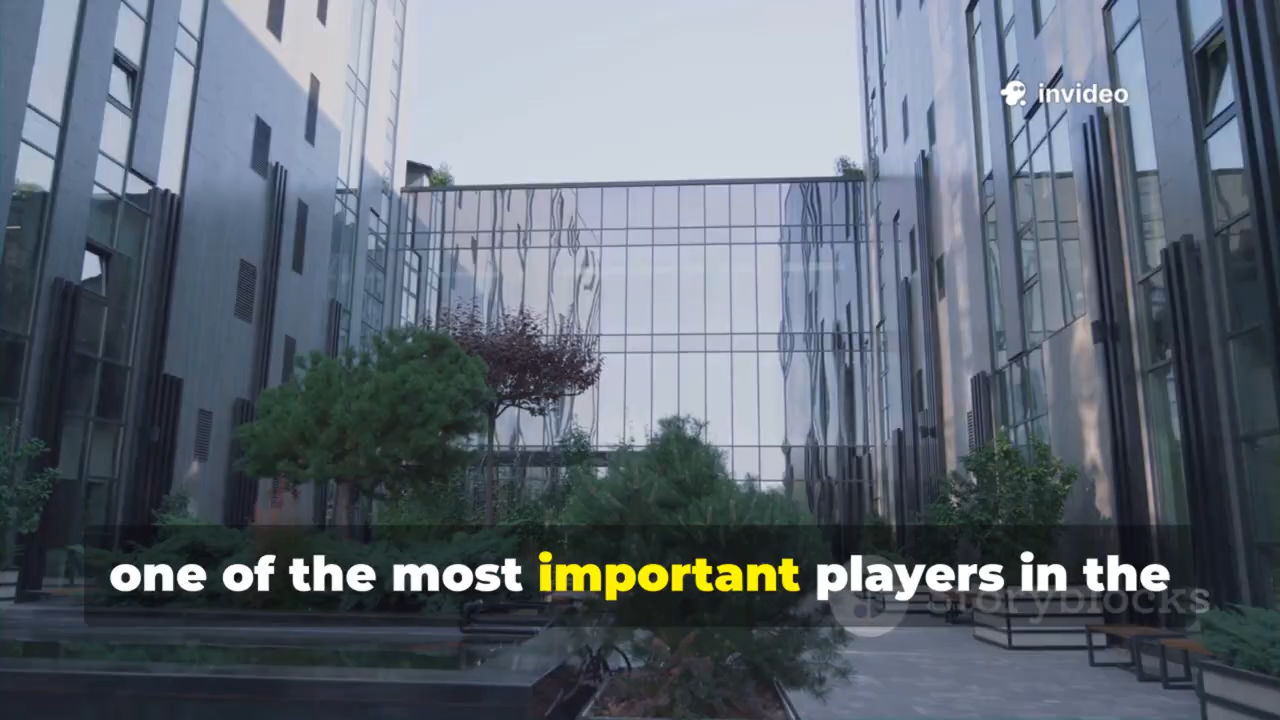 invideo
one of the most important players in the
storyblocks